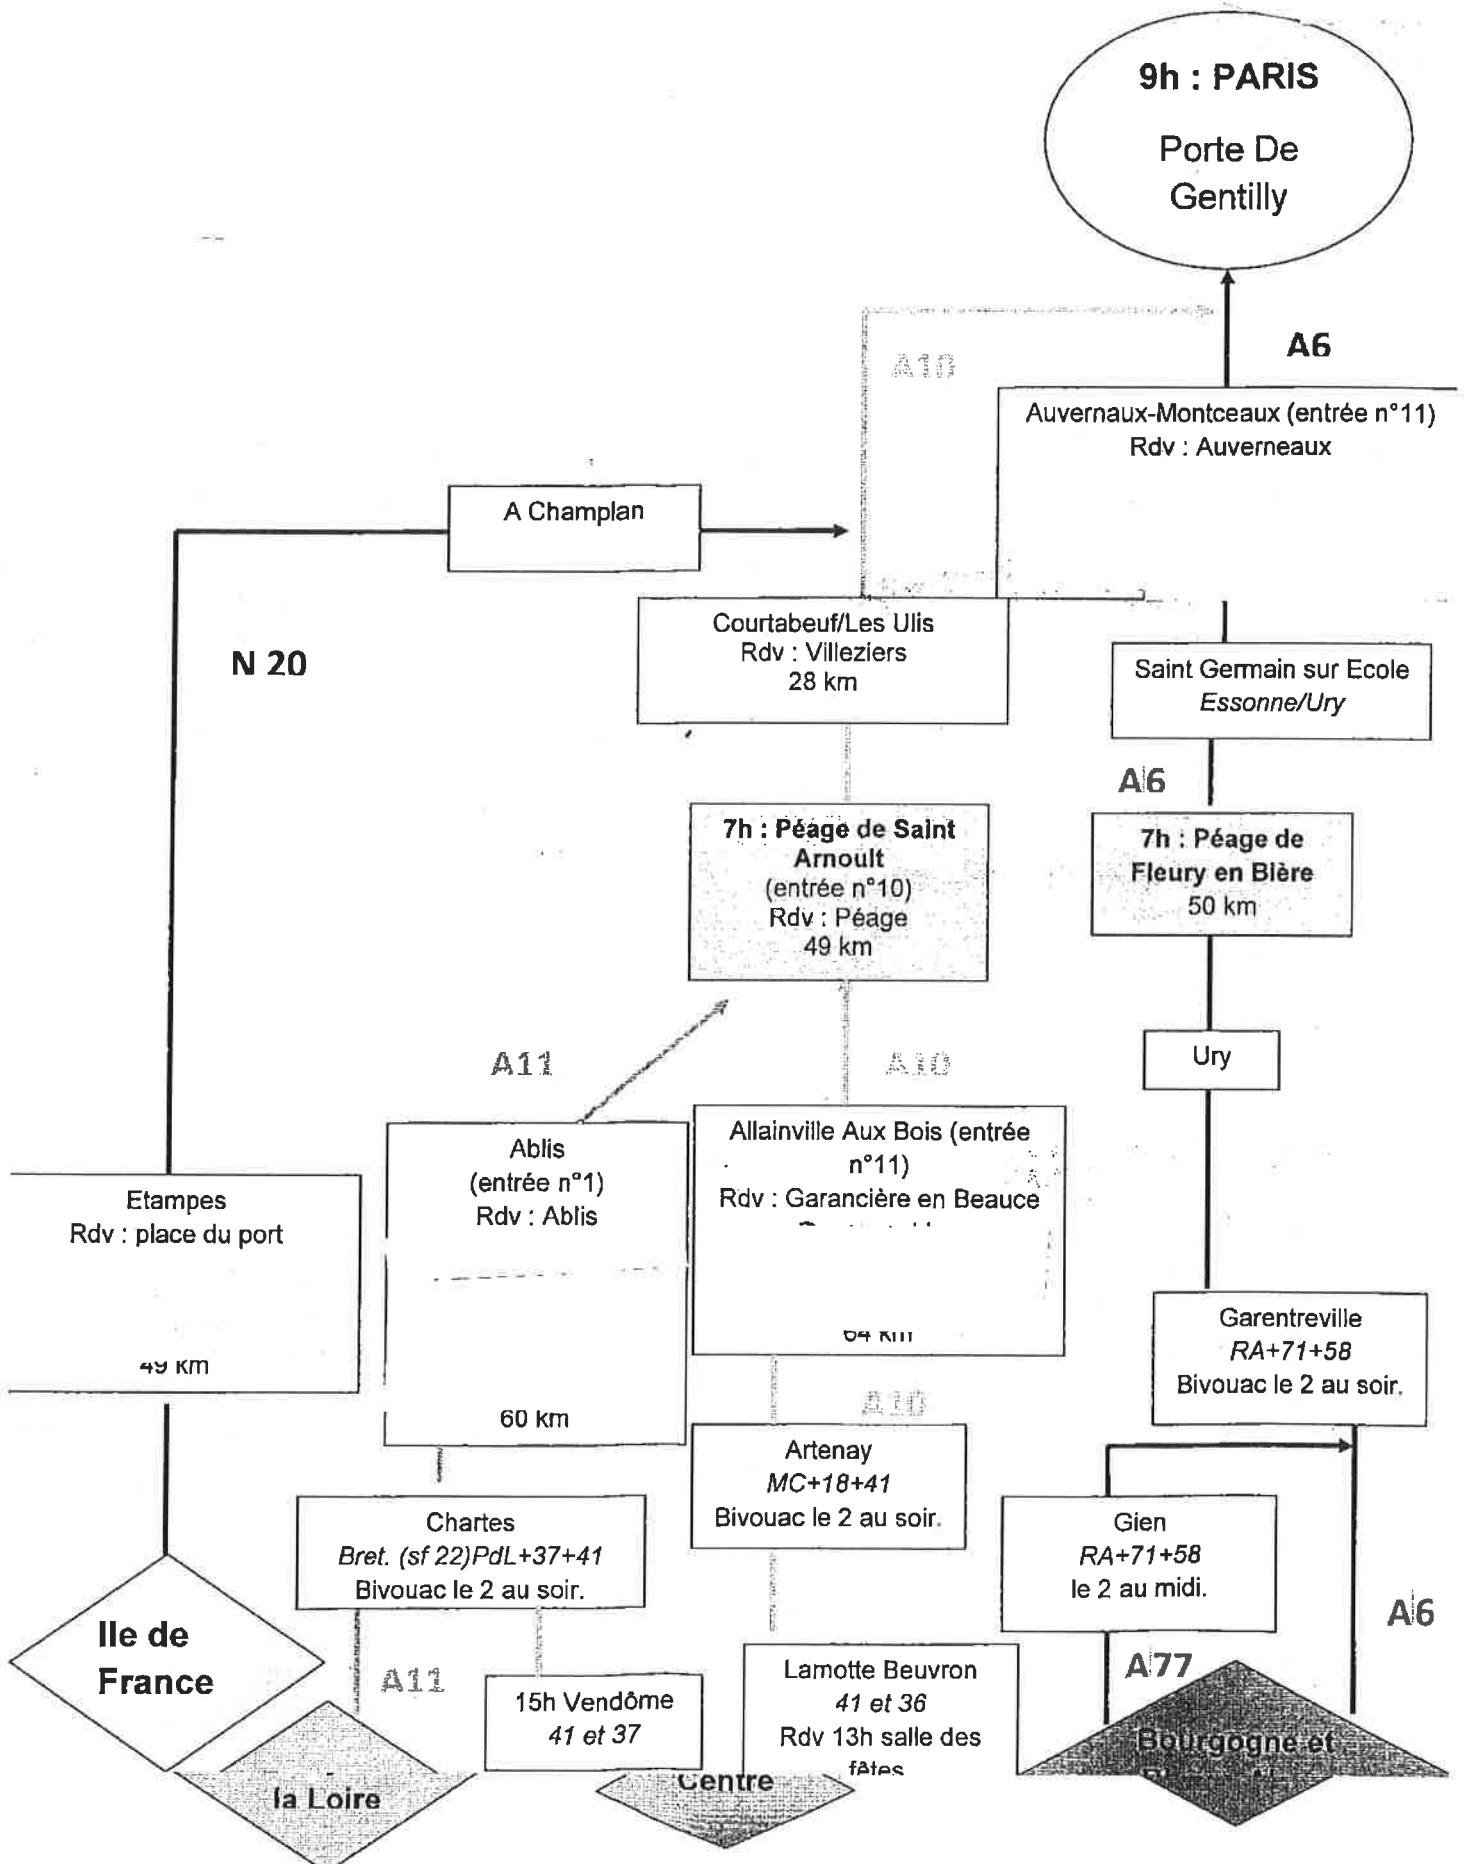 9h : PARIS
Porte De
Gentilly
A10
A6
Auvernaux-Montceaux (entrée n°11)
Rdv : Auverneaux
A Champlan
N 20
Courtabeuf/Les Ulis
Rdv : Villeziers
28 km
Saint Germain sur Ecole
Essonne/Ury
A6
7h : Péage de Saint
Arnoult
(entrée n°10)
Rdv : Péage
49 km
7h : Péage de
Fleury en Bière
50 km
Ury
A11
A10
Ablis
(entrée n°1)
Rdv : Ablis
60 km
Allainville Aux Bois (entrée
n°11)
Rdv : Garancière en Beauce
64 km
Etampes
Rdv : place du port
49 km
Garentreville
RA+71+58
Bivouac le 2 au soir.
A10
Artenay
MC+18+41
Bivouac le 2 au soir.
Chartes
Bret. (sf 22)PdL+37+41
Bivouac le 2 au soir.
Gien
RA+71+58
le 2 au midi.
A6
Ile de
France
A11
15h Vendôme
41 et 37
Lamotte Beuvron
41 et 36
Rdv 13h salle des
fêtes
A77
la Loire
Centre
Bourgogne et